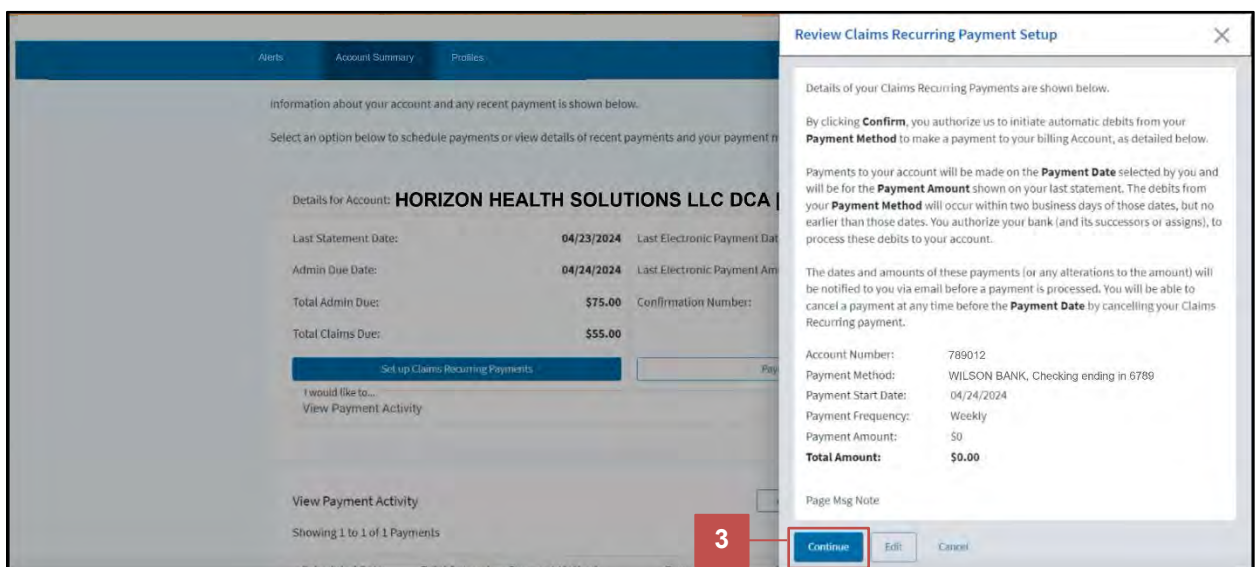 Alerts Account Summary Profiles
Information about your account and any recent payment is shown below.
Select an option below to schedule payments or view details of recent payments and your payment
Details for Account: HORIZON HEALTH SOLUTIONS LLC DCA |
Last Statement Date: 04/23/2024 Last Electronic Payment Dat
Admin Due Date: 04/24/2024 Last Electronic Payment Am
Total Admin Due: $75.00 Confirmation Number:
Total Claims Due: $55.00
Set up Claims Recurring Payments Pay
I would like to...
View Payment Activity
View Payment Activity
Showing 1 to 1 of 1 Payments
Review Claims Recurring Payment Setup
Details of your Claims Recurring Payments are shown below.
By clicking Confirm, you authorize us to initiate automatic debits from your
Payment Method to make a payment to your billing Account, as detailed below.
Payments to your account will be made on the Payment Date selected by you and
will be for the Payment Amount shown on your last statement. The debits from
your Payment Method will occur within two business days of those dates, but no
earlier than those dates. You authorize your bank (and its successors or assigns), to
process these debits to your account.
The dates and amounts of these payments (or any alterations to the amount) will
be notified to you via email before a payment is processed. You will be able to
cancel a payment at any time before the Payment Date by cancelling your Claims
Recurring payment.
Account Number: 789012
Payment Method: WILSON BANK, Checking ending in 6789
Payment Start Date: 04/24/2024
Payment Frequency: Weekly
Payment Amount: $0
Total Amount: $0.00
Page Msg Note
3
Continue Edit Cancel